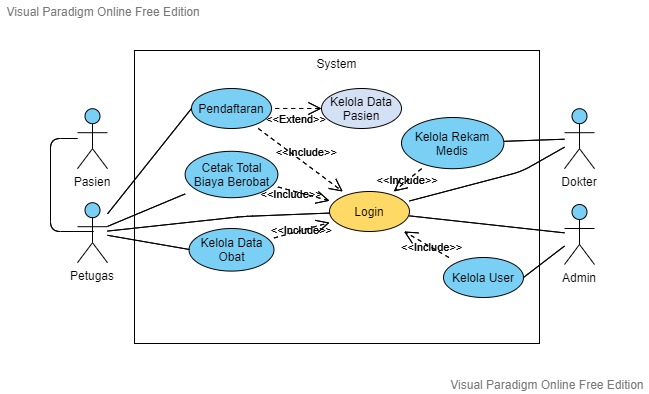 Visual Paradigm Online Free Edition
System
Pendaftaran
Kelola Data
Pasien
<<Extend>>
Kelola Rekam
Medis
<<Include>>
Pasien
Cetak Total
Biaya Berobat
<<Include>>
<<Include>>
Dokter
Login
<<Include>>
Kelola Data
Obat
<<Include>>
Petugas
Kelola User
Admin
Visual Paradigm Online Free Edition